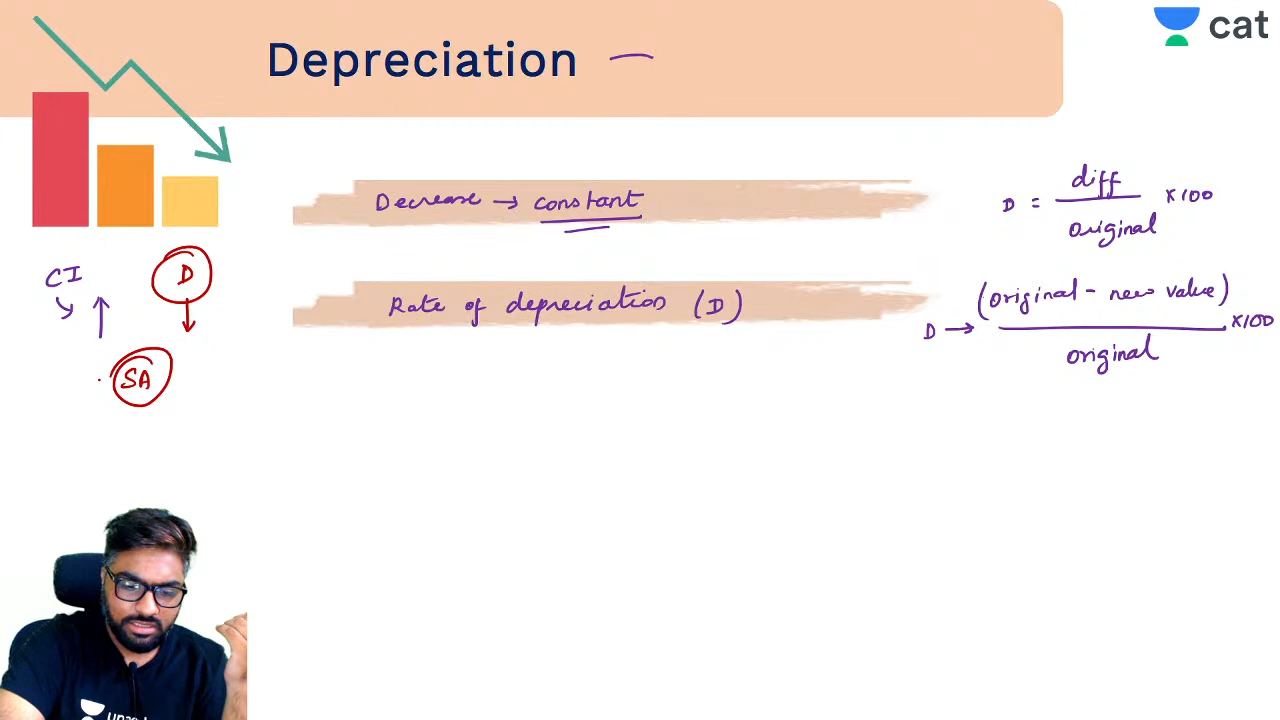 Depreciation —
cat
Decrease → constant
D = diff / original × 100
CI
D
Rate of depreciation (D)
D → (original - new value) / original × 100
SA